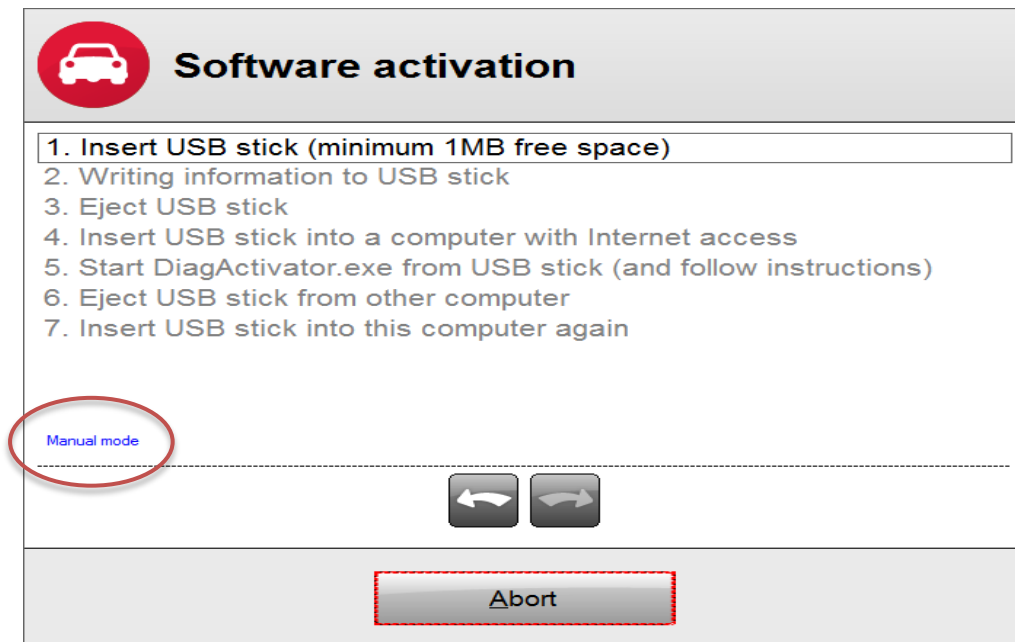 Software activation
1. Insert USB stick (minimum 1MB free space)
2. Writing information to USB stick
3. Eject USB stick
4. Insert USB stick into a computer with Internet access
5. Start DiagActivator.exe from USB stick (and follow instructions)
6. Eject USB stick from other computer
7. Insert USB stick into this computer again
Manual mode
Abort